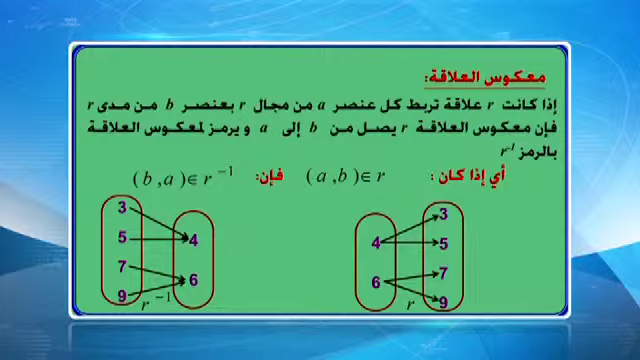 معكوس العلاقة:
إذا كانت r علاقة تربط كل عنصر a من مجال r بعنصر b من مدى r
فإن معكوس العلاقة r يصل من b إلى a و يرمز لمعكوس العلاقة
بالرمز r⁻¹
أي إذا كان : (a,b)∈r فإن: (b,a)∈r⁻¹
4
6
3
5
7
9
r
3
5
7
9
4
6
r⁻¹